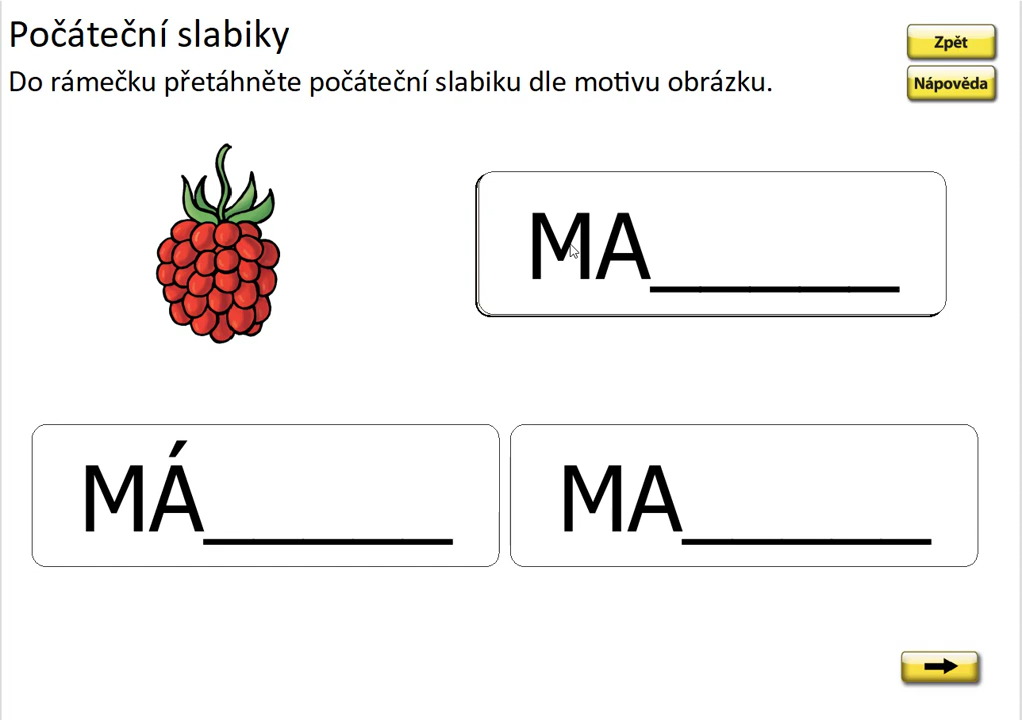 Počáteční slabiky
Zpět
Do rámečku přetáhněte počáteční slabiku dle motivu obrázku.
Nápověda
MA______
MÁ______
MA______